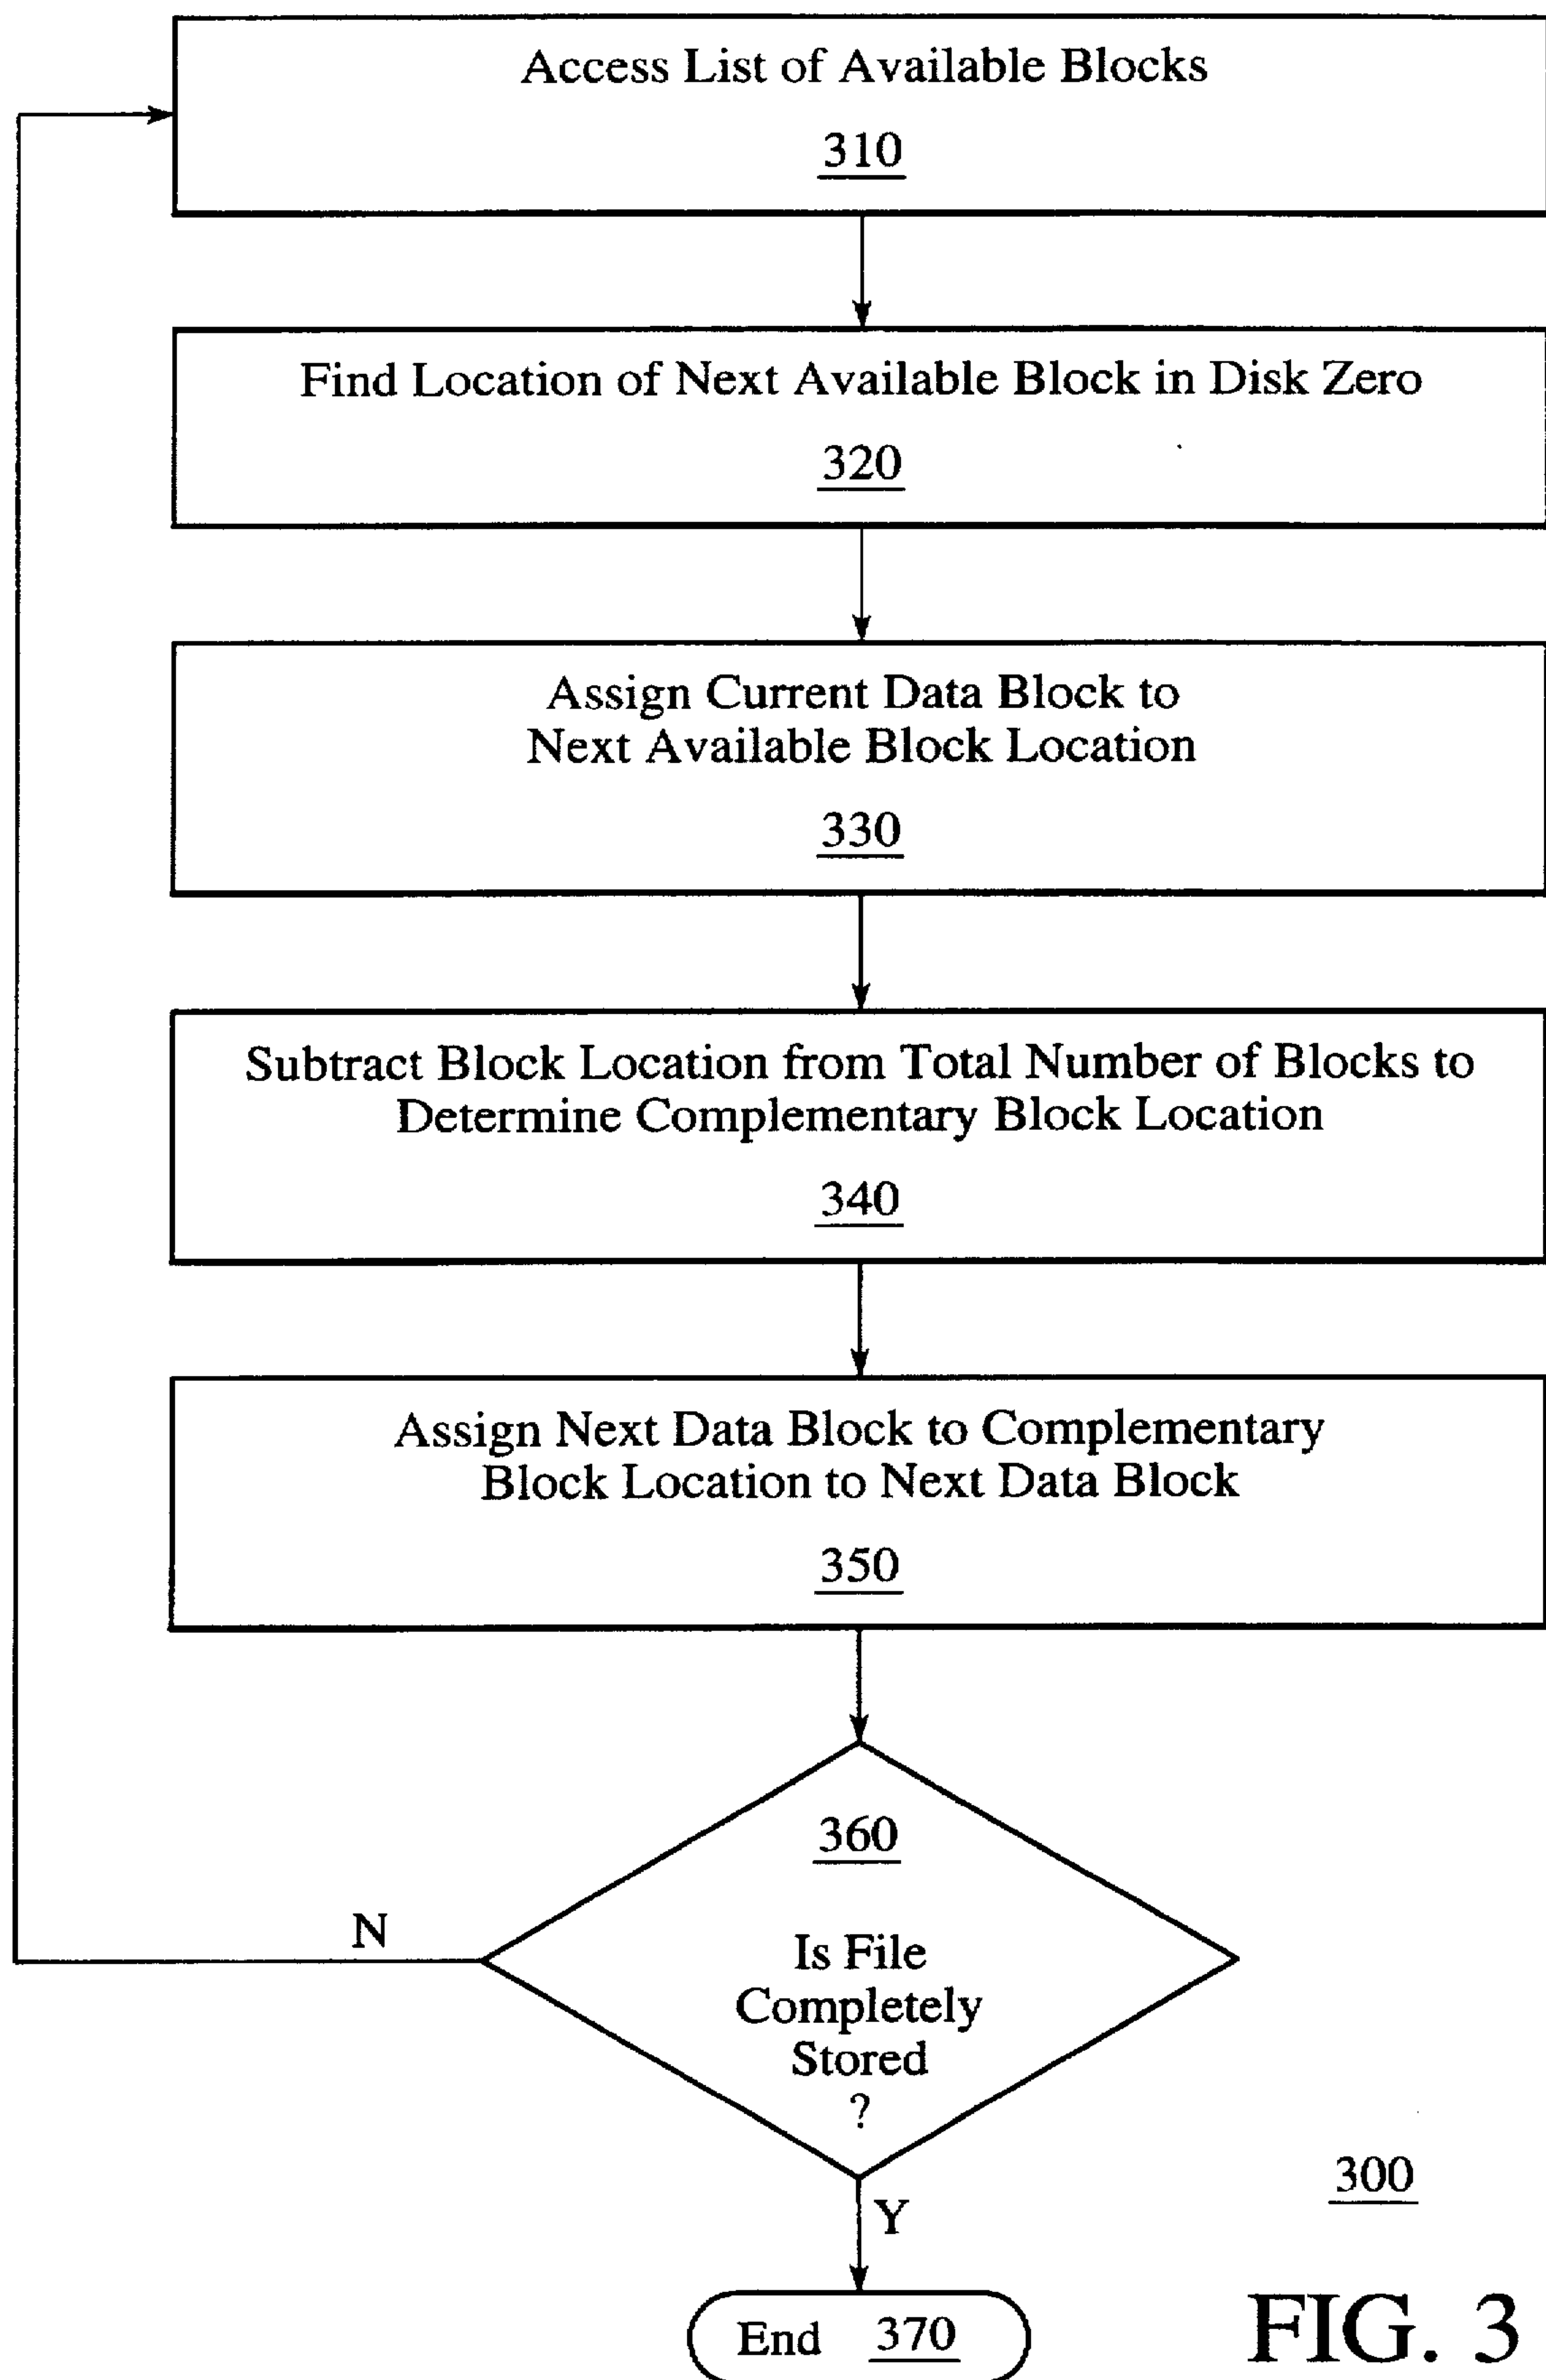 Access List of Available Blocks
310
Find Location of Next Available Block in Disk Zero
320
Assign Current Data Block to
Next Available Block Location
330
Subtract Block Location from Total Number of Blocks to
Determine Complementary Block Location
340
Assign Next Data Block to Complementary
Block Location to Next Data Block
350
360
Is File
Completely
Stored
?
N
Y
End 370
300
FIG. 3